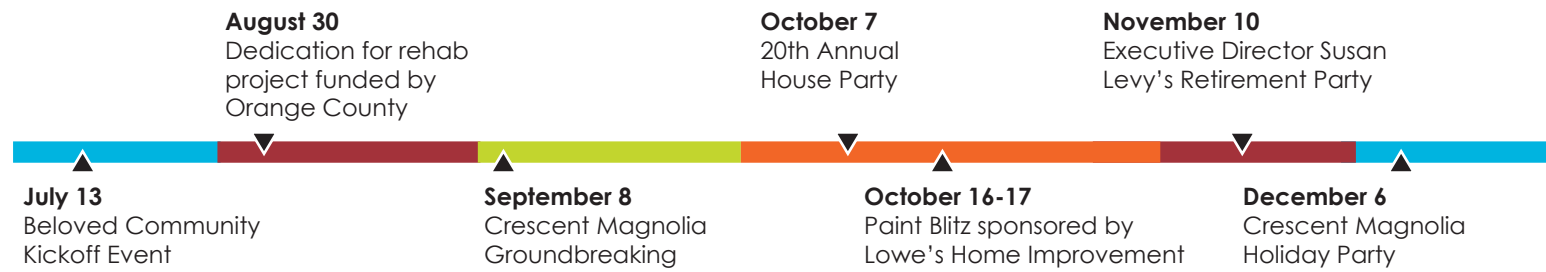 August 30
Dedication for rehab
project funded by
Orange County
October 7
20th Annual
House Party
November 10
Executive Director Susan
Levy’s Retirement Party
July 13
Beloved Community
Kickoff Event
September 8
Crescent Magnolia
Groundbreaking
October 16-17
Paint Blitz sponsored by
Lowe’s Home Improvement
December 6
Crescent Magnolia
Holiday Party